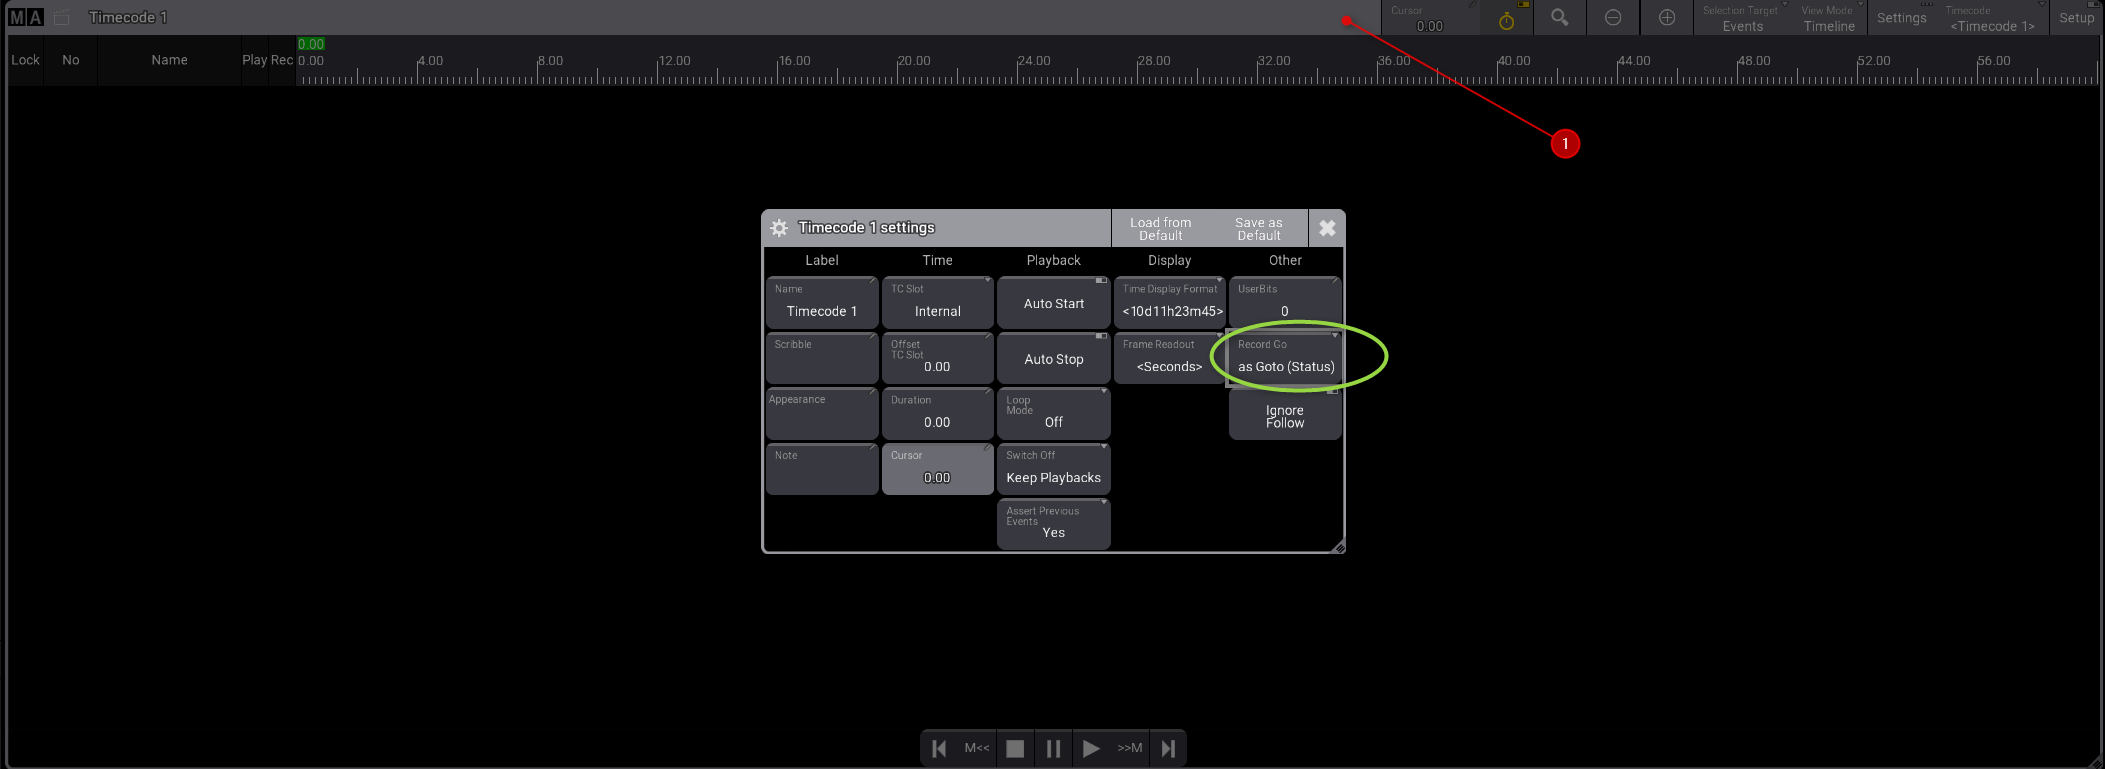 MA Timecode 1
Cursor
0.00
Selection Target
Events
View Mode
Timeline
Settings
Timecode
<Timecode 1>
Setup
Lock No Name Play Rec
0.00
0.00 4.00 8.00 12.00 16.00 20.00 24.00 28.00 32.00 36.00 40.00 44.00 48.00 52.00 56.00
1
Timecode 1 settings
Load from
Default
Save as
Default
Label Time Playback Display Other
Name
Timecode 1
TC Slot
Internal
Auto Start
Time Display Format
<10d11h23m45>
UserBits
0
Scribble
Offset
TC Slot
0.00
Auto Stop
Frame Readout
<Seconds>
Record Go
as Goto (Status)
Appearance
Duration
0.00
Loop
Mode
Off
Ignore
Follow
Note
Cursor
0.00
Switch Off
Keep Playbacks
Assert Previous
Events
Yes
M<< >>M